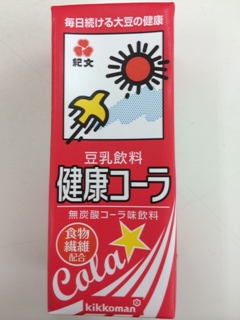 毎日続ける大豆の健康
紀文
豆乳飲料
健康コーラ
無炭酸コーラ味飲料
食物
繊維
配合
Cola
kikkoman